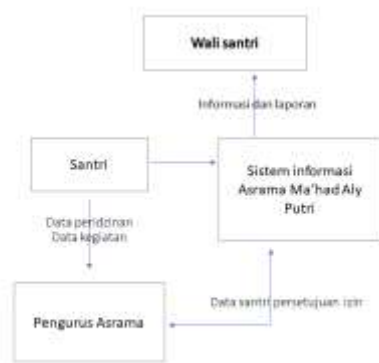 Wali santri
Informasi dan laporan
Santri
Sistem informasi
Asrama Ma'had Aly
Putri
Data peridzinan
Data kegiatan
Data santri persetujuan izin
Pengurus Asrama